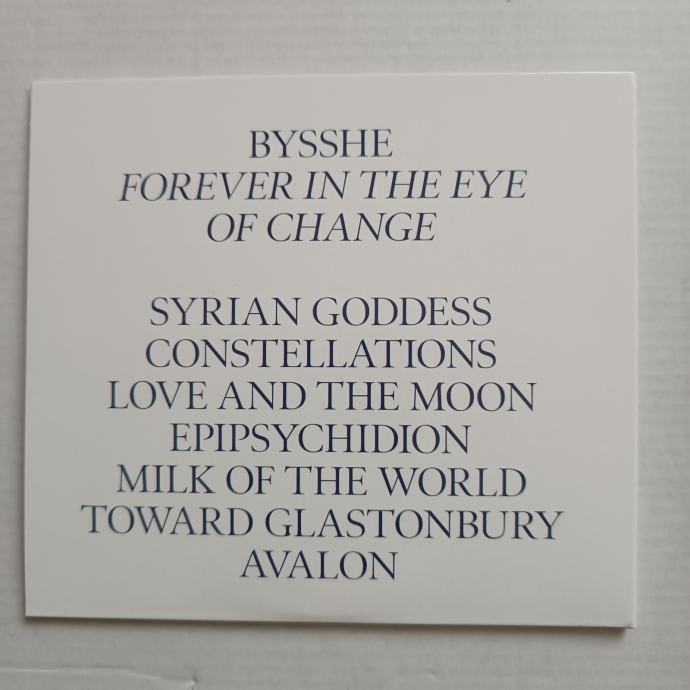 BYSSHE
FOREVER IN THE EYE
OF CHANGE
SYRIAN GODDESS
CONSTELLATIONS
LOVE AND THE MOON
EPIPSYCHIDION
MILK OF THE WORLD
TOWARD GLASTONBURY
AVALON